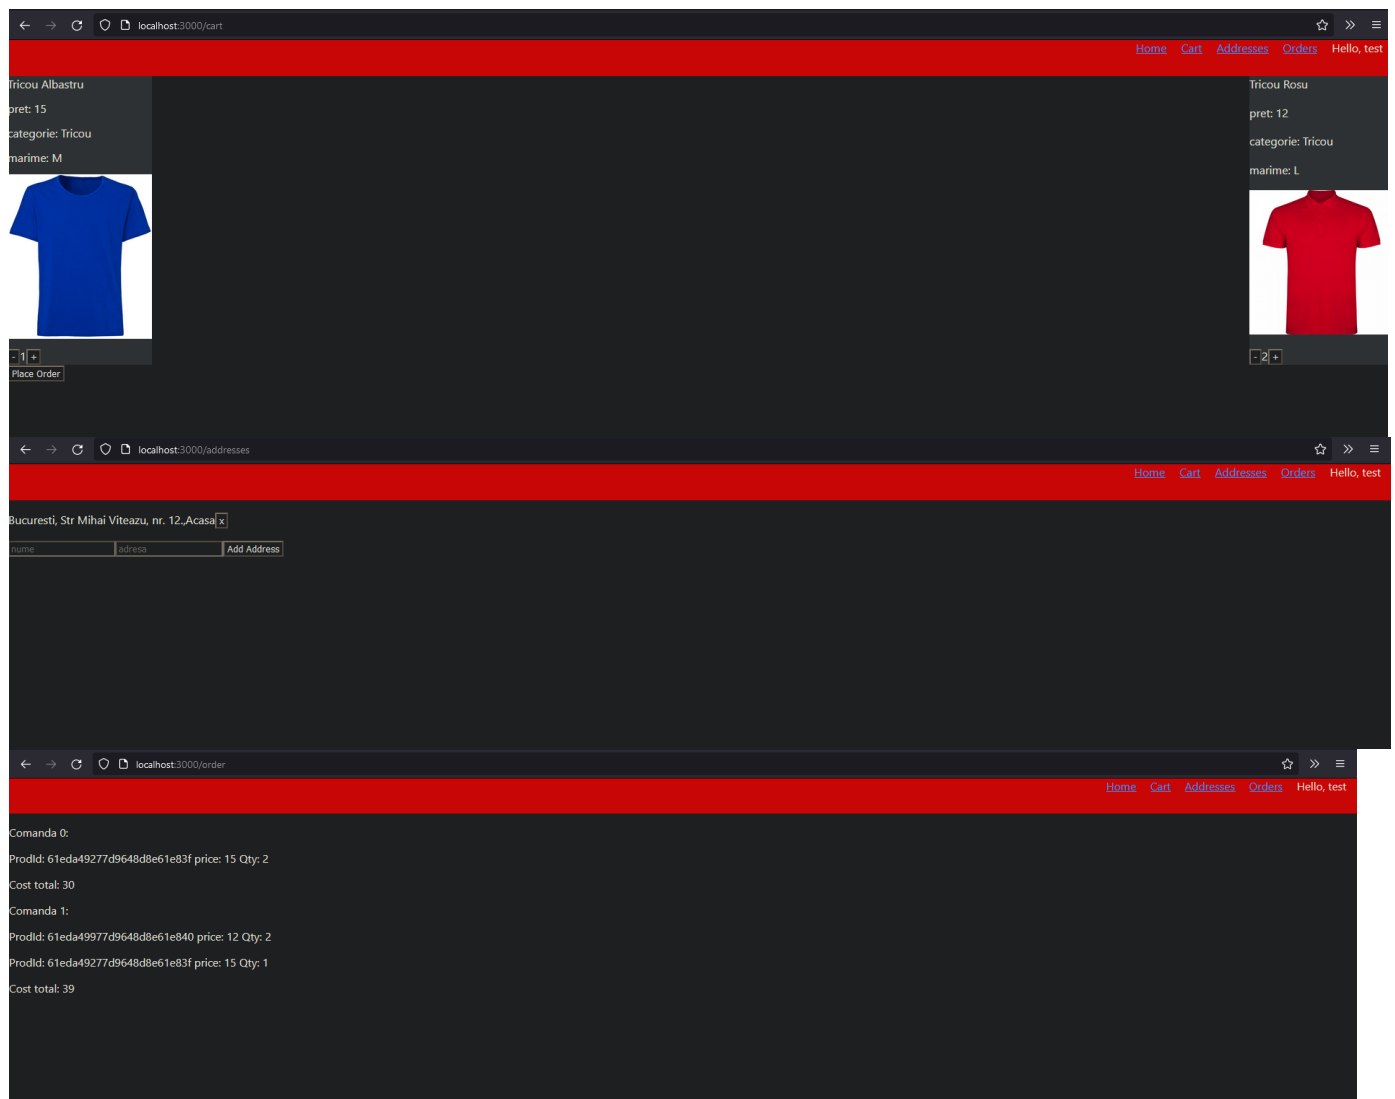 localhost:3000/cart
Home Cart Addresses Orders Hello, test
Tricou Albastru
pret: 15
categorie: Tricou
marime: M
- 1 +
Tricou Rosu
pret: 12
categorie: Tricou
marime: L
- 2 +
Place Order
localhost:3000/addresses
Home Cart Addresses Orders Hello, test
Bucuresti, Str Mihai Viteazu, nr. 12.,Acasa x
nume adresa Add Address
localhost:3000/order
Home Cart Addresses Orders Hello, test
Comanda 0:
ProdId: 61eda49277d9648d8e61e83f price: 15 Qty: 2
Cost total: 30
Comanda 1:
ProdId: 61eda49977d9648d8e61e840 price: 12 Qty: 2
ProdId: 61eda49277d9648d8e61e83f price: 15 Qty: 1
Cost total: 39